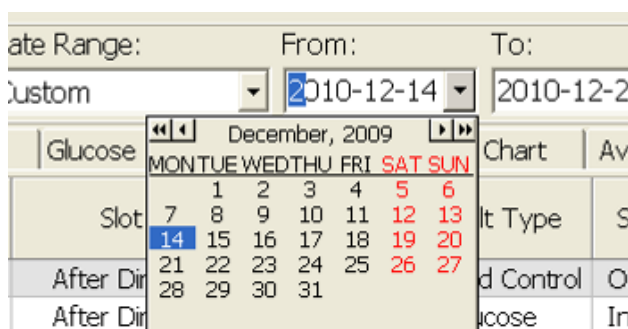 ate Range: From: To:
Custom 2010-12-14 2010-12-2
Glucose December, 2009 Chart Av
MON TUE WED THU FRI SAT SUN
1 2 3 4 5 6
Slot 7 8 9 10 11 12 13 lt Type S
14 15 16 17 18 19 20
21 22 23 24 25 26 27
After Din d Control O
28 29 30 31
After Din ucose In